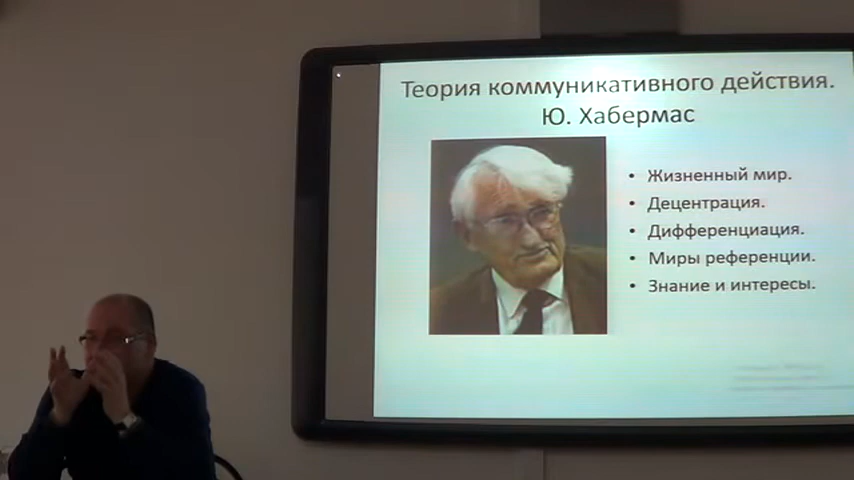 Теория коммуникативного действия.
Ю. Хабермас
• Жизненный мир.
• Децентрация.
• Дифференциация.
• Миры референции.
• Знание и интересы.